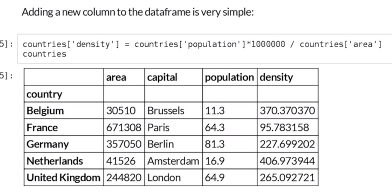 Adding a new column to the dataframe is very simple:
5]: countries['density'] = countries['population']*1000000 / countries['area']
countries
5]:
area capital population density
country
Belgium 30510 Brussels 11.3 370.370370
France 671308 Paris 64.3 95.783158
Germany 357050 Berlin 81.3 227.699202
Netherlands 41526 Amsterdam 16.9 406.973944
United Kingdom 244820 London 64.9 265.092721